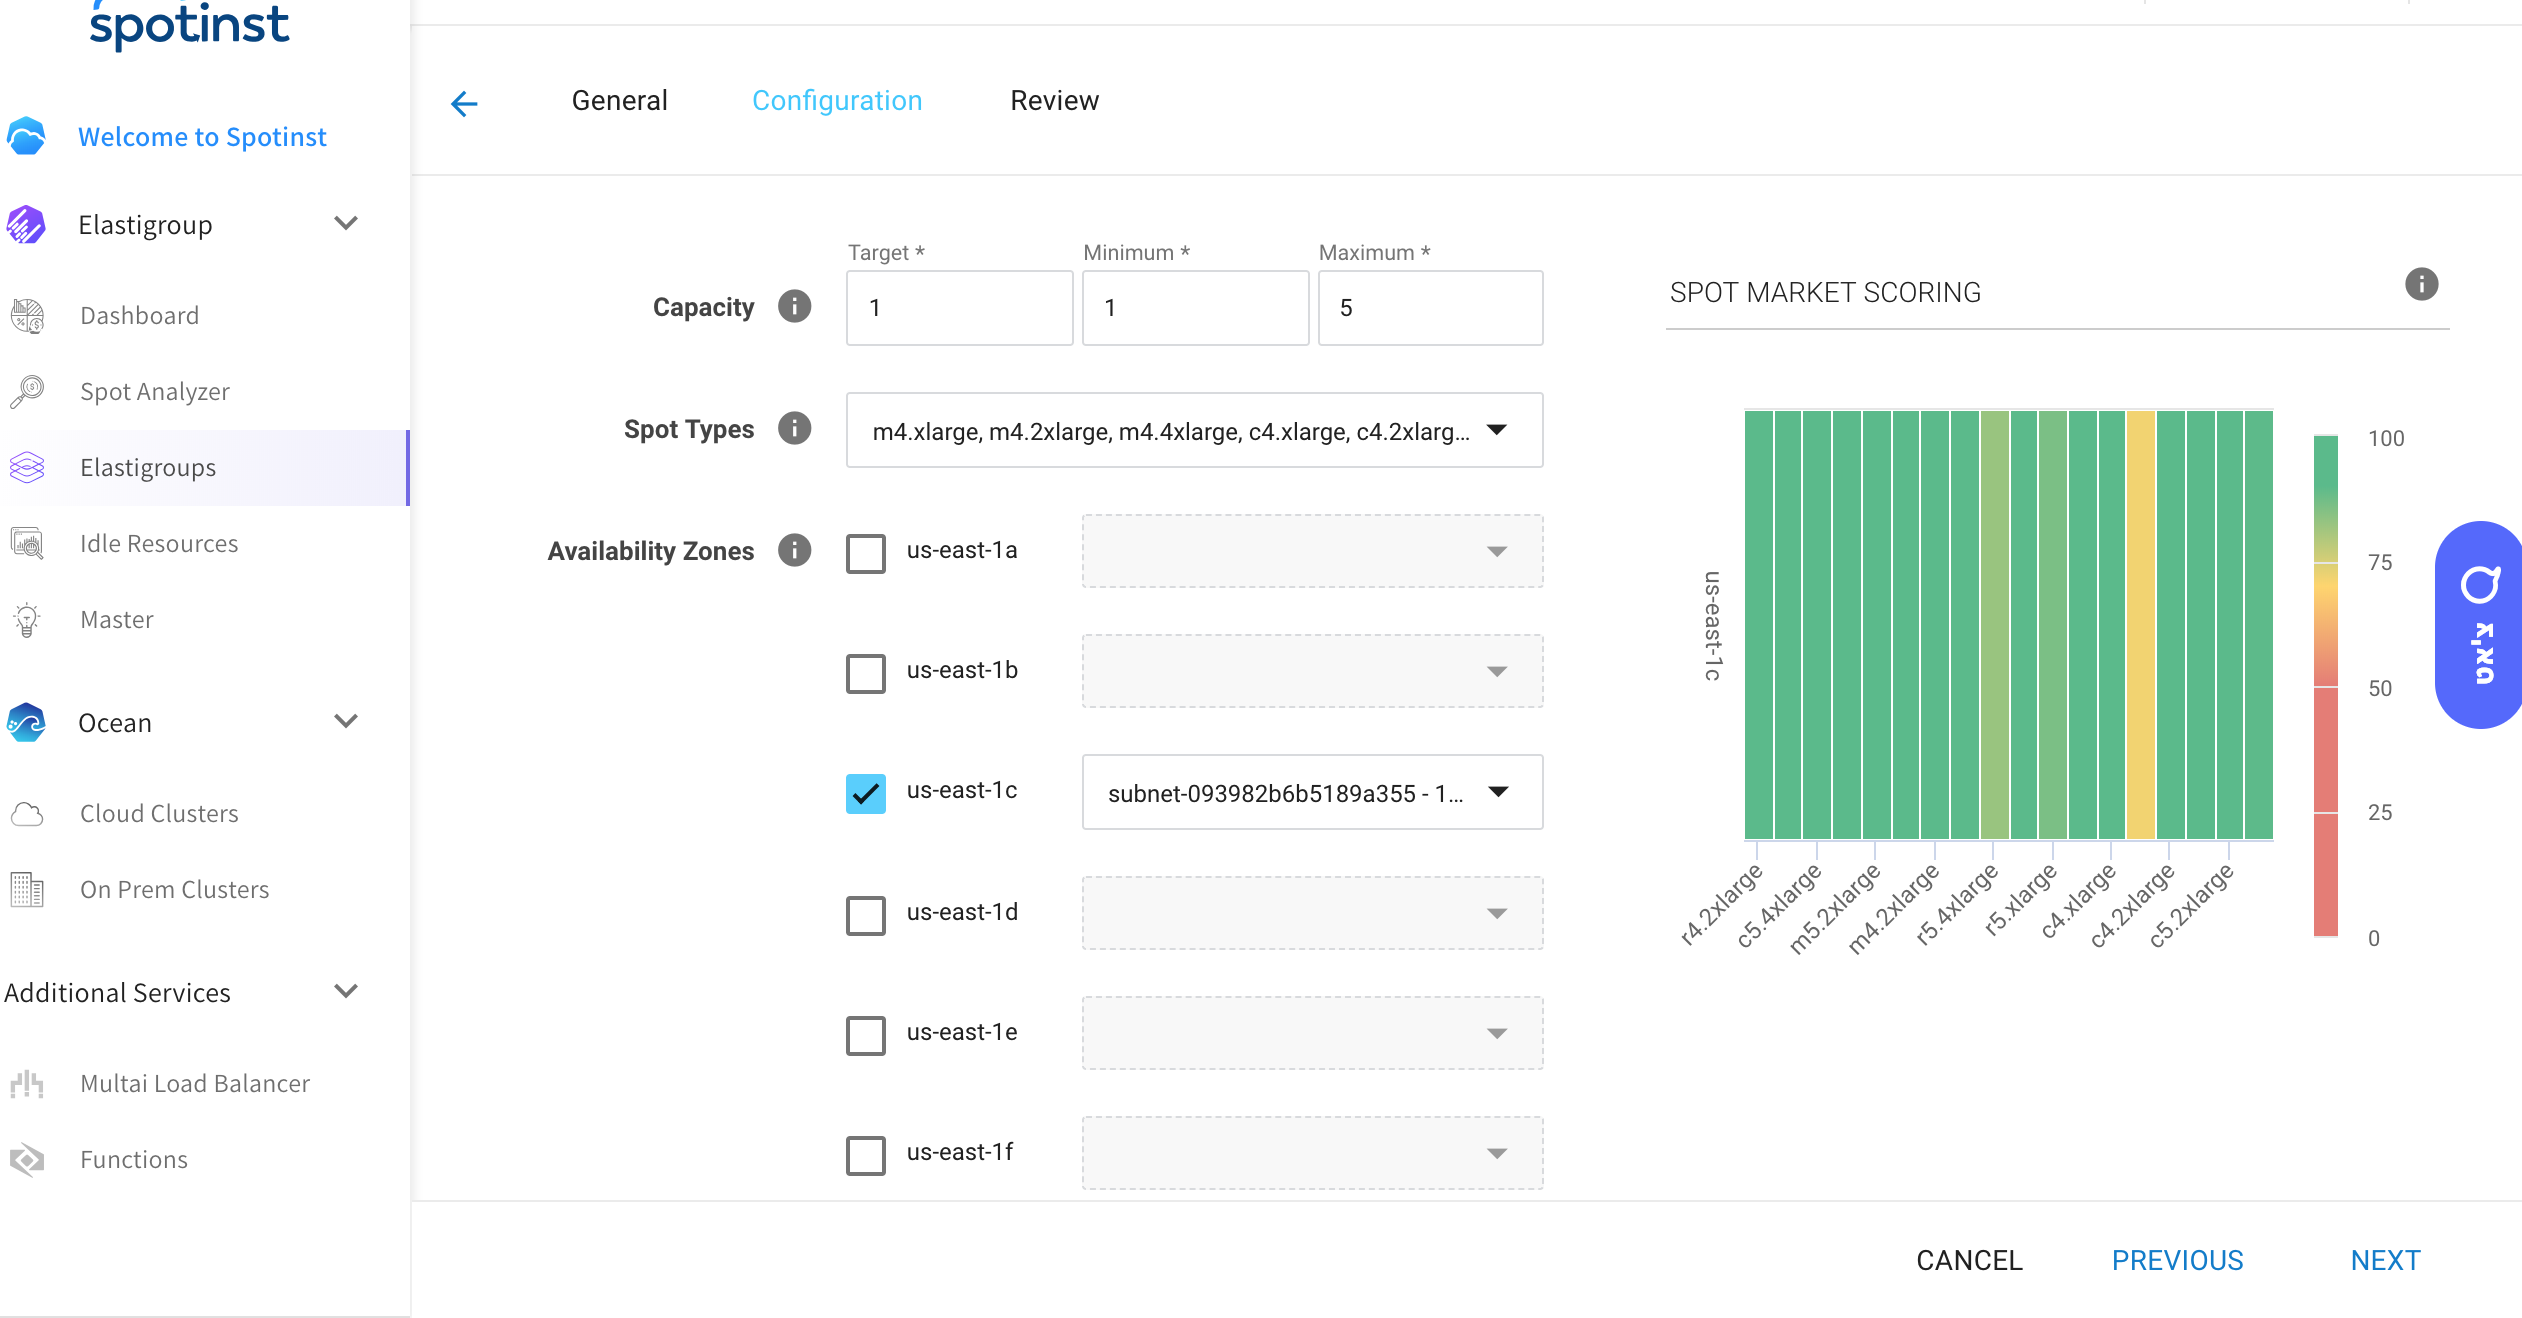 spotinst
Welcome to Spotinst
Elastigroup
Dashboard
Spot Analyzer
Elastigroups
Idle Resources
Master
Ocean
Cloud Clusters
On Prem Clusters
Additional Services
Multai Load Balancer
Functions
General
Configuration
Review
Target *
Minimum *
Maximum *
Capacity
1
1
5
Spot Types
m4.xlarge, m4.2xlarge, m4.4xlarge, c4.xlarge, c4.2xlarg...
Availability Zones
us-east-1a
us-east-1b
us-east-1c
subnet-093982b6b5189a355 - 1...
us-east-1d
us-east-1e
us-east-1f
SPOT MARKET SCORING
us-east-1c
r4.2xlarge
c5.4xlarge
m5.2xlarge
m4.2xlarge
r5.4xlarge
r5.xlarge
c4.xlarge
c4.2xlarge
c5.2xlarge
100
75
50
25
0
CANCEL
PREVIOUS
NEXT